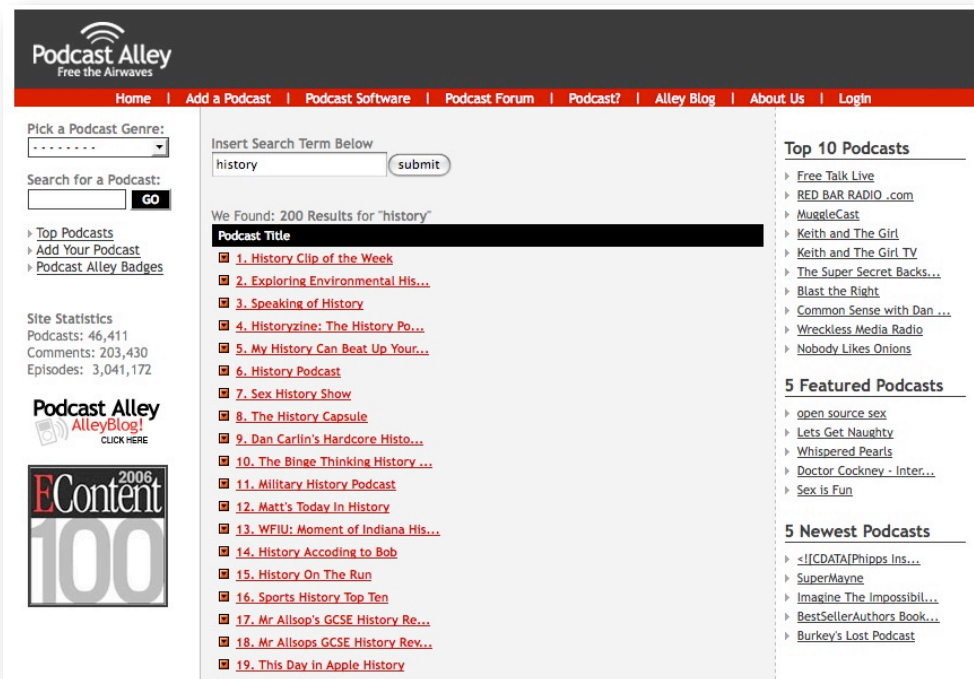 Podcast Alley
Free the Airwaves
Home | Add a Podcast | Podcast Software | Podcast Forum | Podcast? | Alley Blog | About Us | Login
Pick a Podcast Genre:
--------
Search for a Podcast:
GO
Top Podcasts
Add Your Podcast
Podcast Alley Badges
Site Statistics
Podcasts: 46,411
Comments: 203,430
Episodes: 3,041,172
Podcast Alley
AlleyBlog!
CLICK HERE
2006
EContent
100
Insert Search Term Below
history submit
We Found: 200 Results for "history"
Podcast Title
1. History Clip of the Week
2. Exploring Environmental His...
3. Speaking of History
4. Historyzine: The History Po...
5. My History Can Beat Up Your...
6. History Podcast
7. Sex History Show
8. The History Capsule
9. Dan Carlin's Hardcore Histo...
10. The Binge Thinking History ...
11. Military History Podcast
12. Matt's Today In History
13. WFIU: Moment of Indiana His...
14. History Accoding to Bob
15. History On The Run
16. Sports History Top Ten
17. Mr Allsop's GCSE History Re...
18. Mr Allsops GCSE History Rev...
19. This Day in Apple History
Top 10 Podcasts
Free Talk Live
RED BAR RADIO .com
MuggleCast
Keith and The Girl
Keith and The Girl TV
The Super Secret Backs...
Blast the Right
Common Sense with Dan ...
Wreckless Media Radio
Nobody Likes Onions
5 Featured Podcasts
open source sex
Lets Get Naughty
Whispered Pearls
Doctor Cockney - Inter...
Sex is Fun
5 Newest Podcasts
<![CDATA[Phipps Ins...
SuperMayne
Imagine The Impossibil...
BestSellerAuthors Book...
Burkey's Lost Podcast